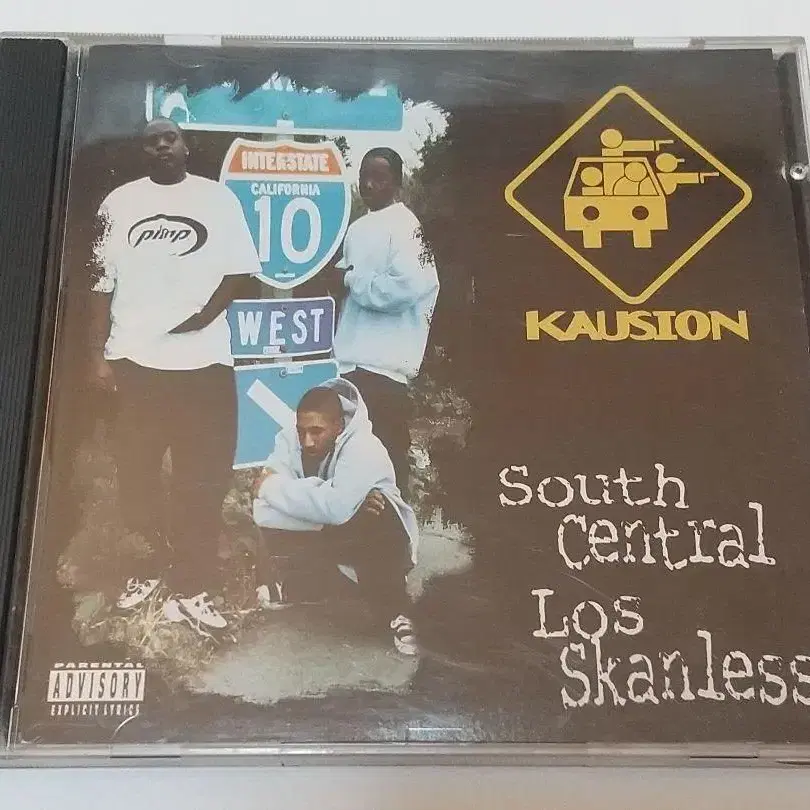 INTERSTATE
CALIFORNIA
10
WEST
pimp
KAUSION
South
Central
Los
Skanless
PARENTAL
ADVISORY
EXPLICIT LYRICS